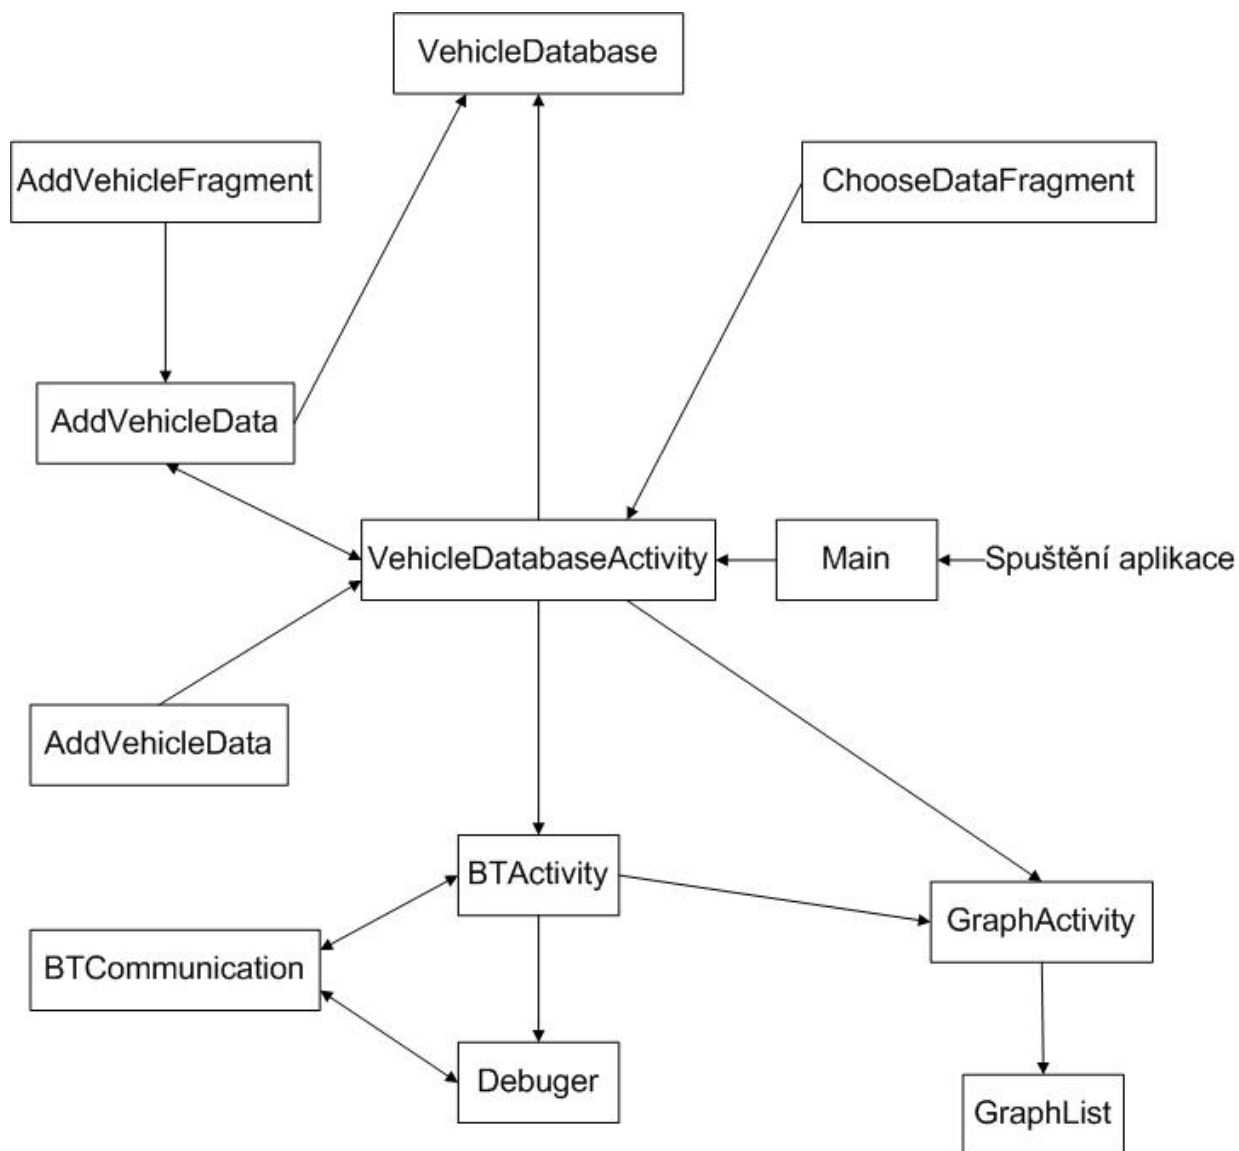 VehicleDatabase
AddVehicleFragment
ChooseDataFragment
AddVehicleData
VehicleDatabaseActivity
Main
Spuštění aplikace
AddVehicleData
BTActivity
GraphActivity
BTCommunication
Debuger
GraphList